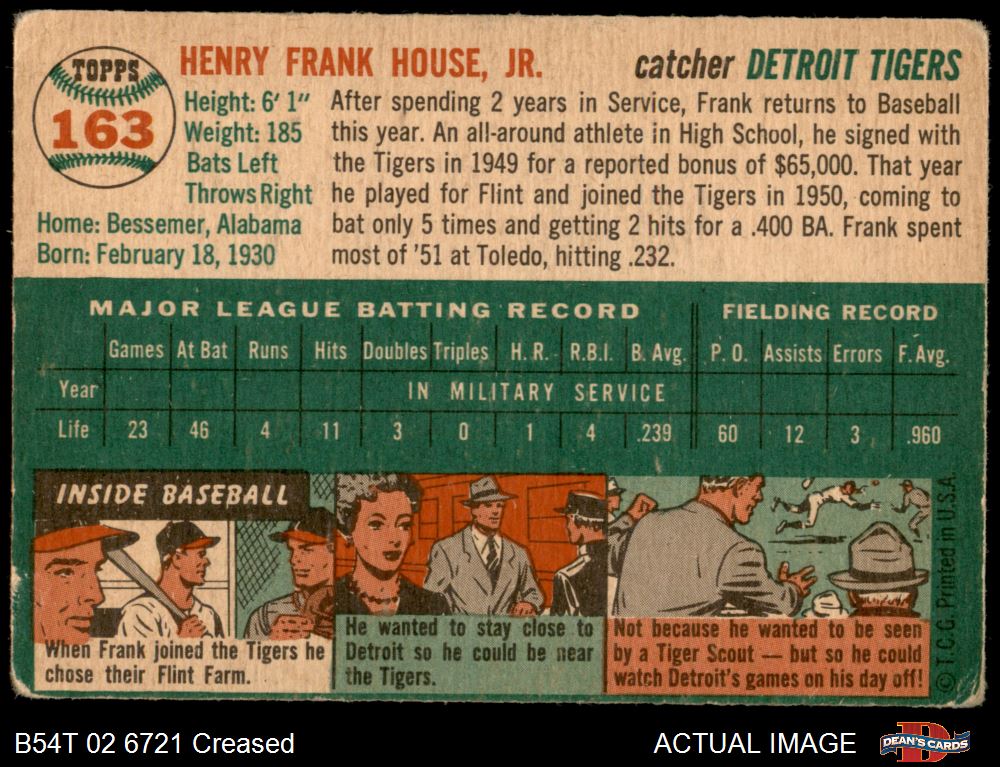 TOPPS
163
HENRY FRANK HOUSE, JR.
catcher DETROIT TIGERS
Height: 6' 1"
Weight: 185
Bats Left
Throws Right
Home: Bessemer, Alabama
Born: February 18, 1930
After spending 2 years in Service, Frank returns to Baseball
this year. An all-around athlete in High School, he signed with
the Tigers in 1949 for a reported bonus of $65,000. That year
he played for Flint and joined the Tigers in 1950, coming to
bat only 5 times and getting 2 hits for a .400 BA. Frank spent
most of '51 at Toledo, hitting .232.
MAJOR LEAGUE BATTING RECORD FIELDING RECORD
Games At Bat Runs Hits Doubles Triples H. R. R.B.I. B. Avg. P. O. Assists Errors F. Avg.
Year IN MILITARY SERVICE
Life 23 46 4 11 3 0 1 4 .239 60 12 3 .960
INSIDE BASEBALL
When Frank joined the Tigers he
chose their Flint Farm.
He wanted to stay close to
Detroit so he could be near
the Tigers.
Not because he wanted to be seen
by a Tiger Scout — but so he could
watch Detroit's games on his day off!
© T.C.G. Printed in U.S.A.
B54T 02 6721 Creased
ACTUAL IMAGE
D
DEAN'S CARDS